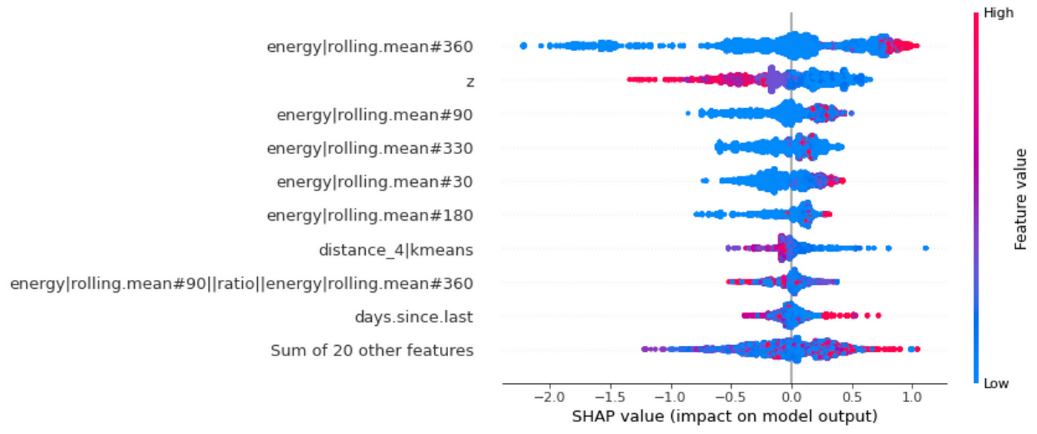 High
energy|rolling.mean#360
z
energy|rolling.mean#90
energy|rolling.mean#330
energy|rolling.mean#30
energy|rolling.mean#180
distance_4|kmeans
energy|rolling.mean#90||ratio||energy|rolling.mean#360
days.since.last
Sum of 20 other features
Feature value
Low
−2.0 −1.5 −1.0 −0.5 0.0 0.5 1.0
SHAP value (impact on model output)